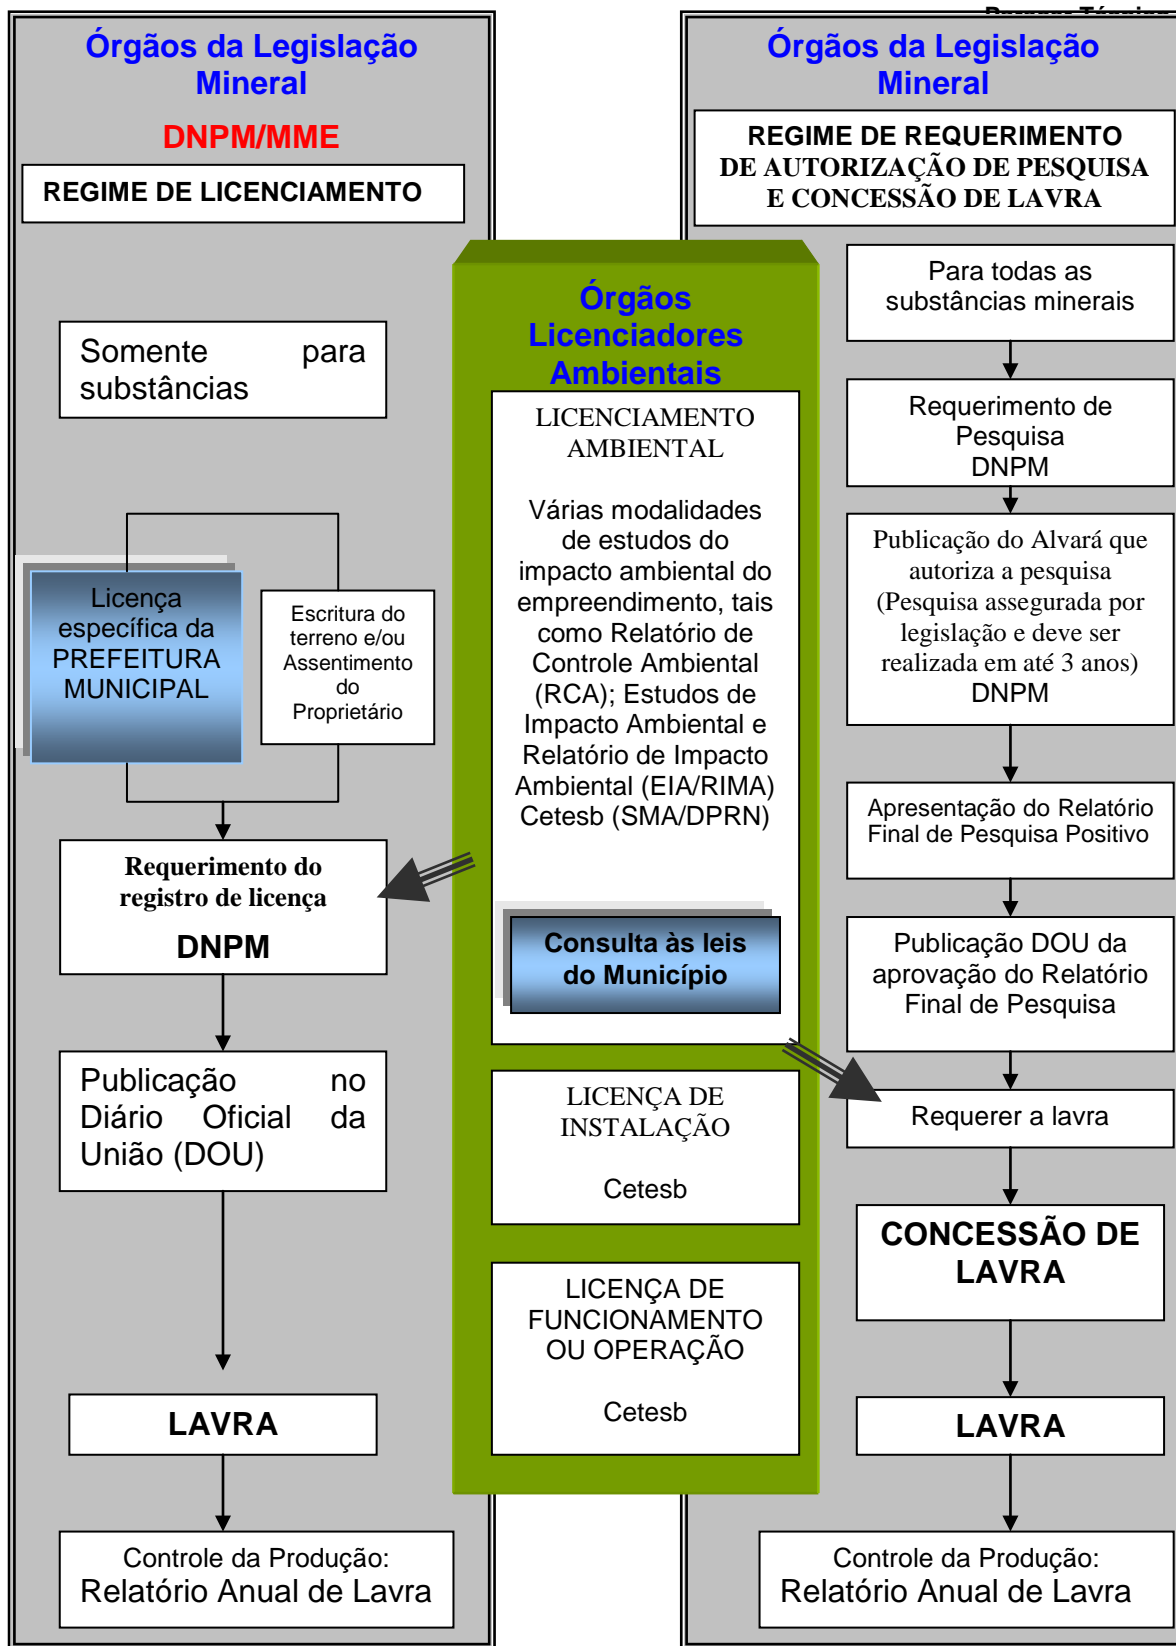 Órgãos da Legislação
Mineral
DNPM/MME
REGIME DE LICENCIAMENTO
Somente para
substâncias
Licença
específica da
PREFEITURA
MUNICIPAL
Escritura do
terreno e/ou
Assentimento
do
Proprietário
Requerimento do
registro de licença
DNPM
Publicação no
Diário Oficial da
União (DOU)
LAVRA
Controle da Produção:
Relatório Anual de Lavra
Órgãos
Licenciadores
Ambientais
LICENCIAMENTO
AMBIENTAL
Várias modalidades
de estudos do
impacto ambiental do
empreendimento, tais
como Relatório de
Controle Ambiental
(RCA); Estudos de
Impacto Ambiental e
Relatório de Impacto
Ambiental (EIA/RIMA)
Cetesb (SMA/DPRN)
Consulta às leis
do Município
LICENÇA DE
INSTALAÇÃO
Cetesb
LICENÇA DE
FUNCIONAMENTO
OU OPERAÇÃO
Cetesb
Órgãos da Legislação
Mineral
REGIME DE REQUERIMENTO
DE AUTORIZAÇÃO DE PESQUISA
E CONCESSÃO DE LAVRA
Para todas as
substâncias minerais
Requerimento de
Pesquisa
DNPM
Publicação do Alvará que
autoriza a pesquisa
(Pesquisa assegurada por
legislação e deve ser
realizada em até 3 anos)
DNPM
Apresentação do Relatório
Final de Pesquisa Positivo
Publicação DOU da
aprovação do Relatório
Final de Pesquisa
Requerer a lavra
CONCESSÃO DE
LAVRA
LAVRA
Controle da Produção:
Relatório Anual de Lavra